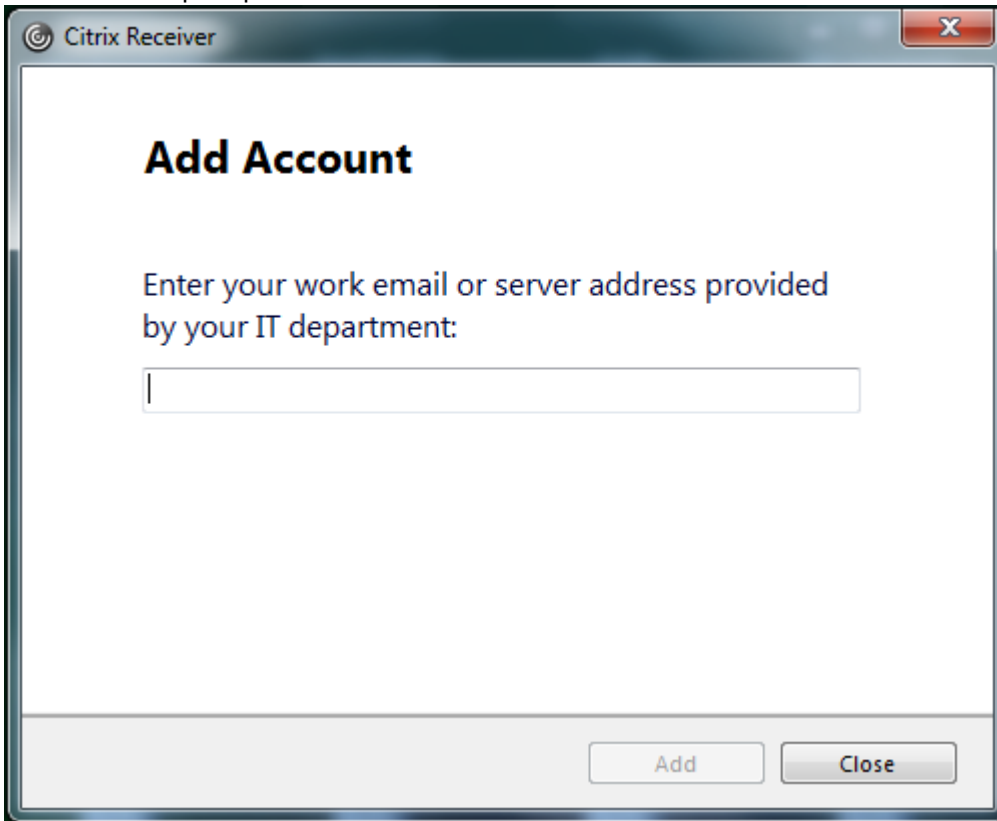 Citrix Receiver
Add Account
Enter your work email or server address provided
by your IT department:
Add
Close